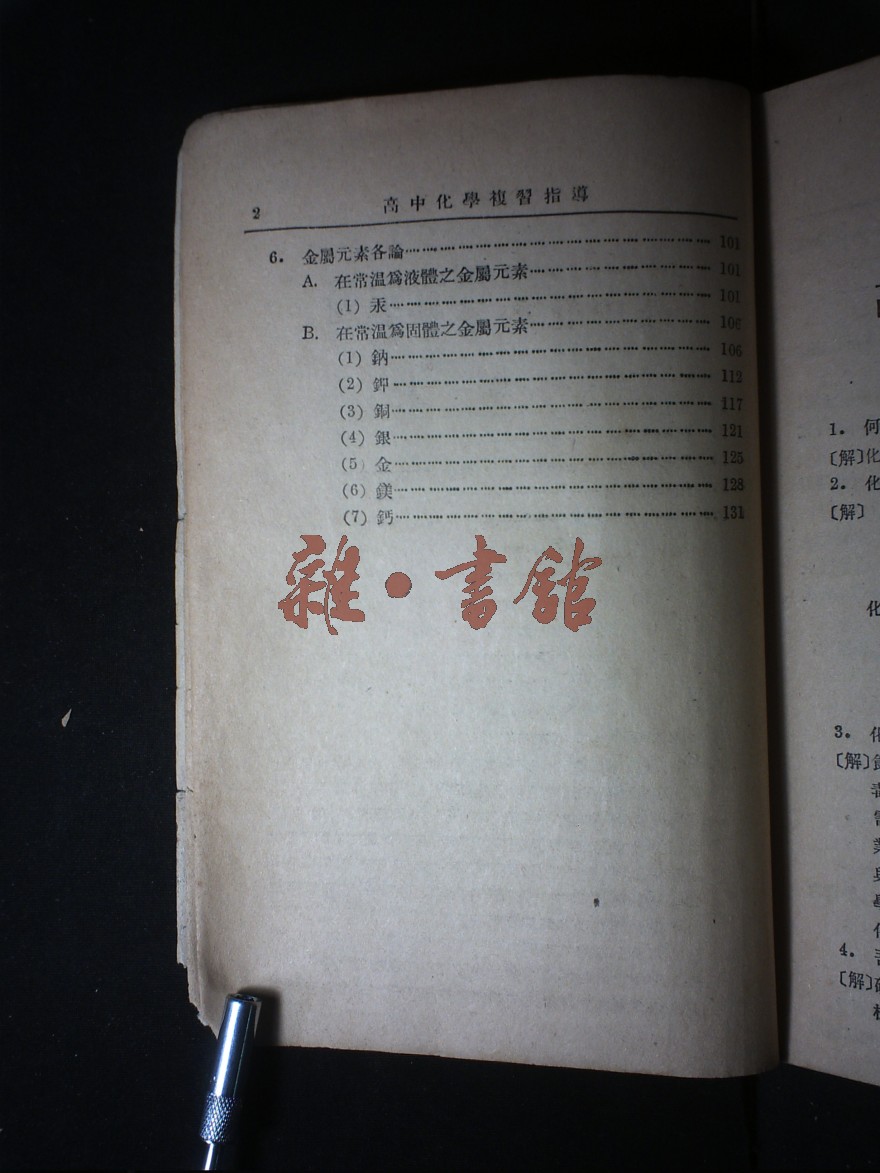 2 高中化學複習指導
6. 金屬元素各論 101
A. 在常温爲液體之金屬元素 101
(1) 汞 101
B. 在常温爲固體之金屬元素 106
(1) 鈉 106
(2) 鉀 112
(3) 銅 117
(4) 銀 121
(5) 金 125
(6) 鎂 128
(7) 鈣 131
雜·書館
1. 何
〔解〕化
2. 化
〔解〕
化
3. 化
〔解〕
4.
〔解〕